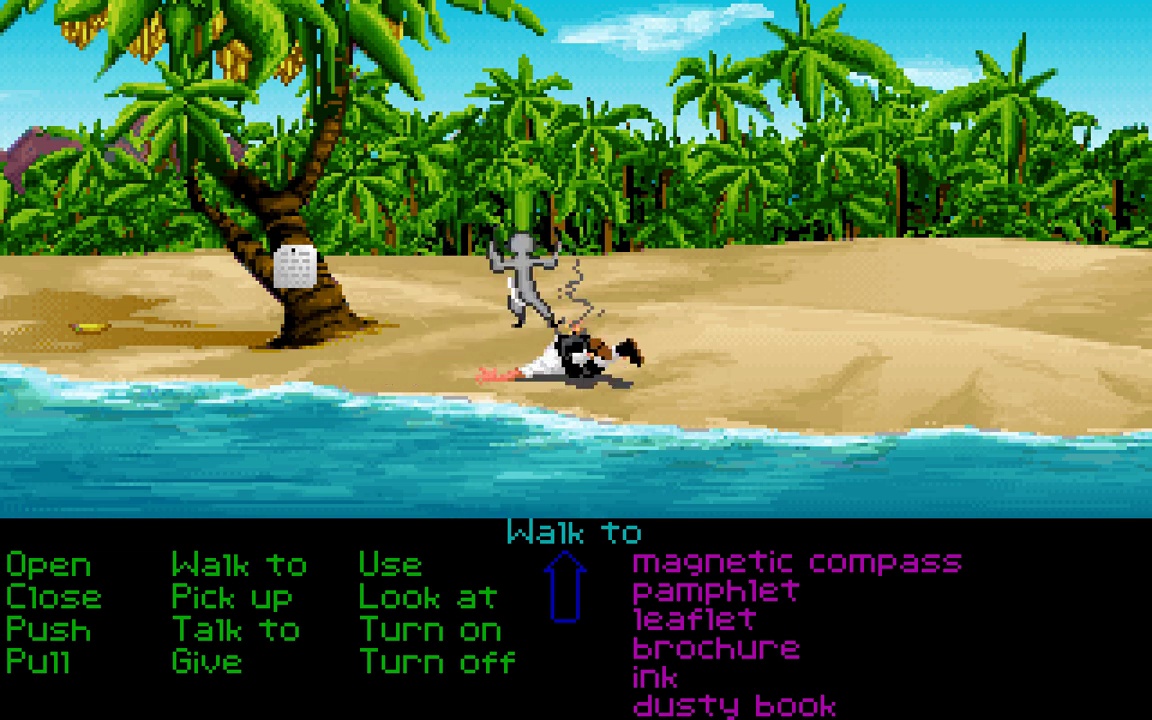 Walk to
Open Walk to Use
Close Pick up Look at
Push Talk to Turn on
Pull Give Turn off
magnetic compass
pamphlet
leaflet
brochure
ink
dusty book